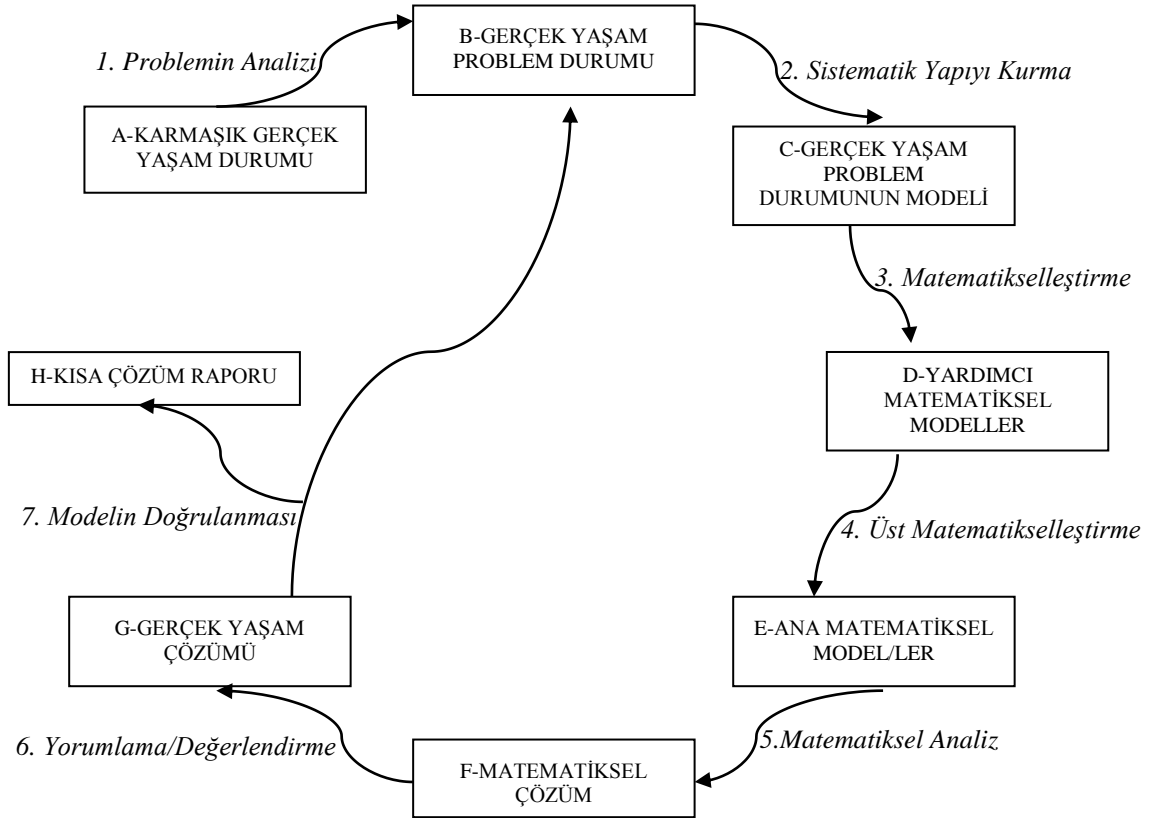 B-GERÇEK YAŞAM
PROBLEM DURUMU
1. Problemin Analizi
2. Sistematik Yapıyı Kurma
A-KARMAŞIK GERÇEK
YAŞAM DURUMU
C-GERÇEK YAŞAM
PROBLEM
DURUMUNUN MODELİ
3. Matematikselleştirme
H-KISA ÇÖZÜM RAPORU
D-YARDIMCI
MATEMATİKSEL
MODELLER
7. Modelin Doğrulanması
4. Üst Matematikselleştirme
G-GERÇEK YAŞAM
ÇÖZÜMÜ
E-ANA MATEMATİKSEL
MODEL/LER
6. Yorumlama/Değerlendirme
5.Matematiksel Analiz
F-MATEMATİKSEL
ÇÖZÜM